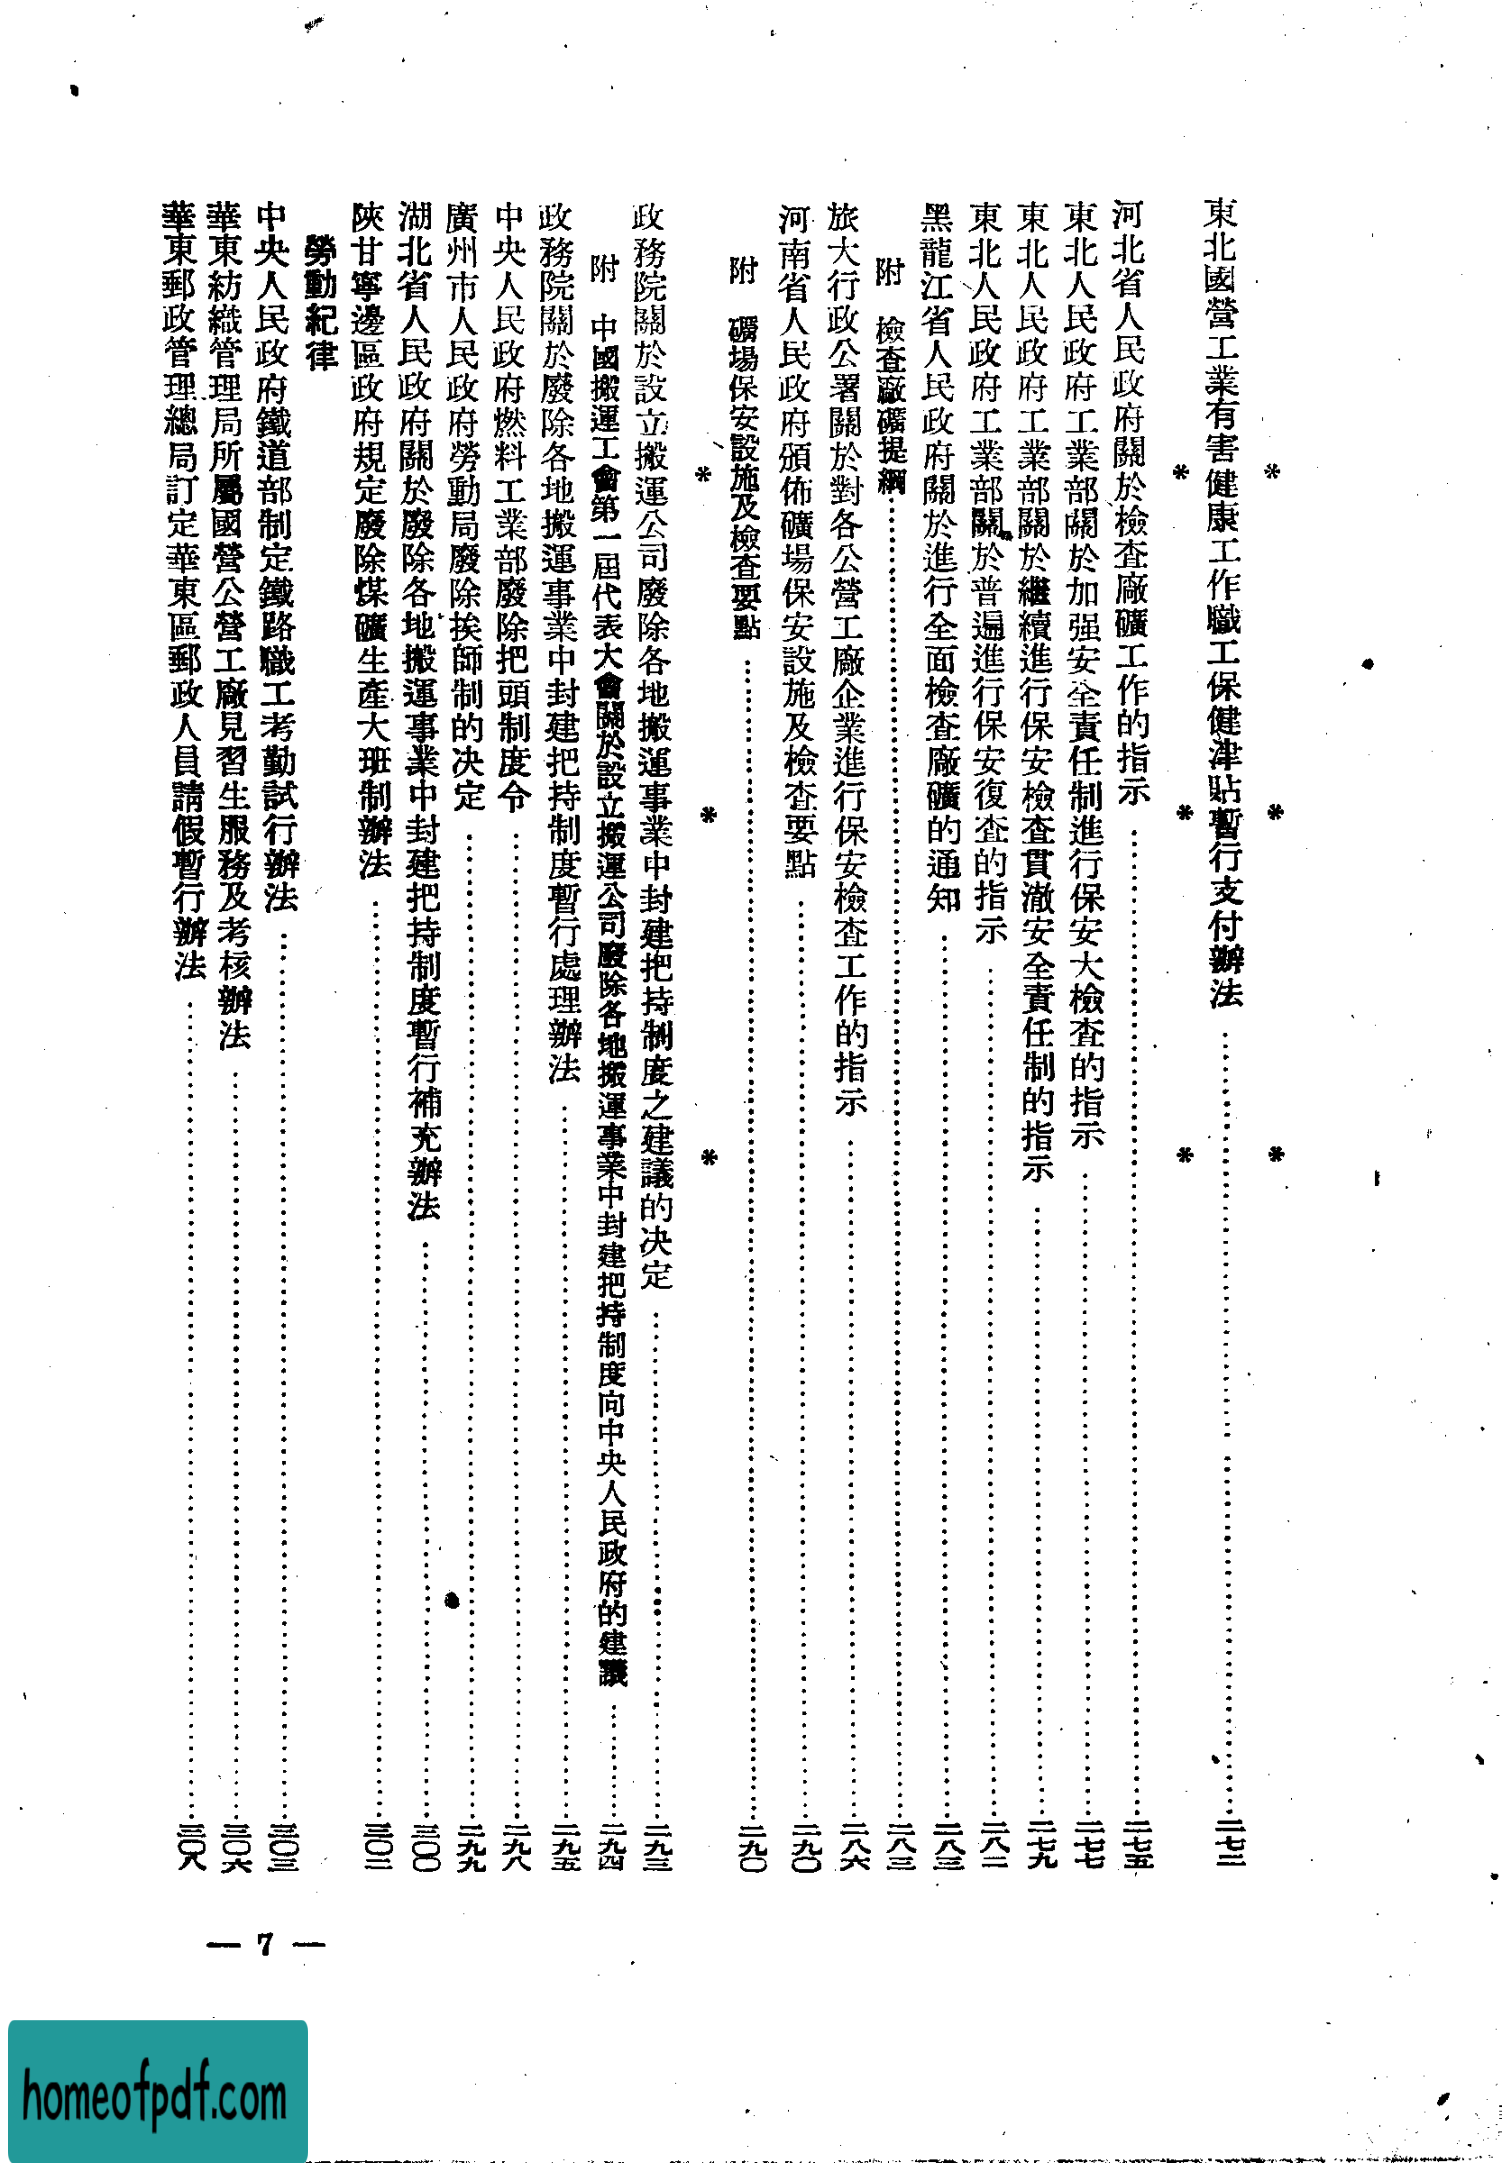 * * *
東北國營工業有害健康工作職工保健津貼暫行支付辦法……二七二
* * *
河北省人民政府關於檢查廠礦工作的指示……二七五
東北人民政府工業部關於加强安全責任制進行保安大檢查的指示……二七七
東北人民政府工業部關於繼續進行保安檢查貫澈安全責任制的指示……二七九
東北人民政府工業部關於普遍進行保安復查的指示……二八二
黑龍江省人民政府關於進行全面檢查廠礦的通知……二八三
附 檢查廠礦提綱……二八三
旅大行政公署關於對各公營工廠企業進行保安檢查工作的指示……二八六
河南省人民政府頒佈礦場保安設施及檢查要點……二九〇
附 礦場保安設施及檢查要點……二九〇
* * *
政務院關於設立搬運公司廢除各地搬運事業中封建把持制度之建議的决定……二九三
附 中國搬運工會第一屆代表大會關於設立搬運公司廢除各地搬運事業中封建把持制度向中央人民政府的建議……二九四
政務院關於廢除各地搬運事業中封建把持制度暫行處理辦法……二九五
中央人民政府燃料工業部廢除把頭制度令……二九八
廣州市人民政府勞動局廢除挨師制的决定……二九九
湖北省人民政府關於廢除各地搬運事業中封建把持制度暫行補充辦法……三〇〇
陝甘寧邊區政府規定廢除煤礦生產大班制辦法……三〇二
勞動紀律
中央人民政府鐵道部制定鐵路職工考勤試行辦法……三〇三
華東紡織管理局所屬國營公營工廠見習生服務及考核辦法……三〇六
華東郵政管理總局訂定華東區郵政人員請假暫行辦法……三〇八
— 7 —
homeofpdf.com